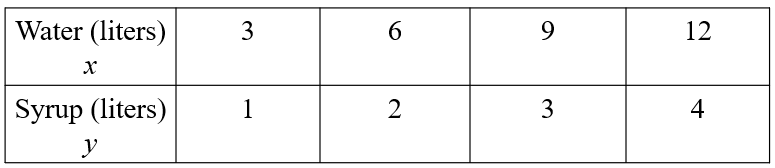 Water (liters) 3 6 9 12
x
Syrup (liters) 1 2 3 4
y